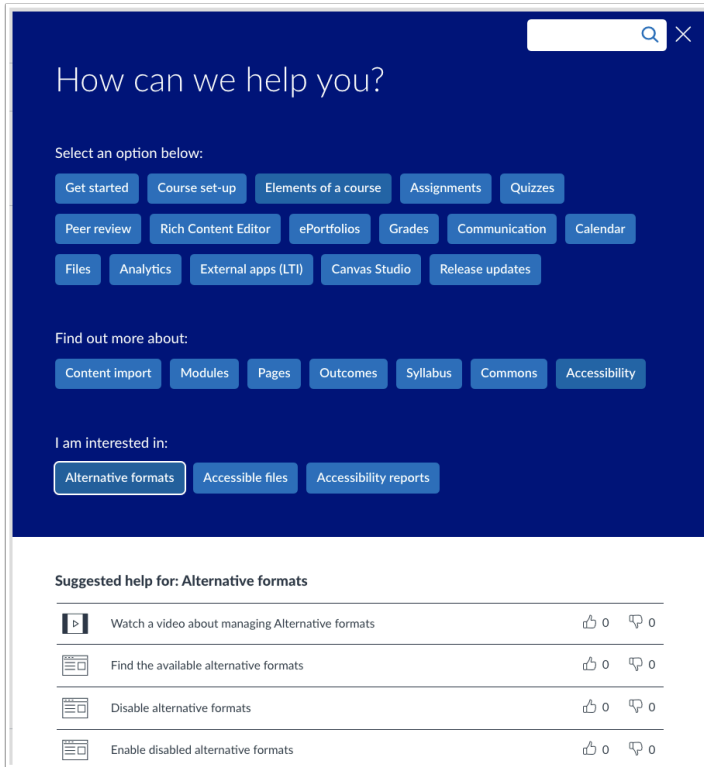 How can we help you?
Select an option below:
Get started Course set-up Elements of a course Assignments Quizzes
Peer review Rich Content Editor ePortfolios Grades Communication Calendar
Files Analytics External apps (LTI) Canvas Studio Release updates
Find out more about:
Content import Modules Pages Outcomes Syllabus Commons Accessibility
I am interested in:
Alternative formats Accessible files Accessibility reports
Suggested help for: Alternative formats
Watch a video about managing Alternative formats 0 0
Find the available alternative formats 0 0
Disable alternative formats 0 0
Enable disabled alternative formats 0 0